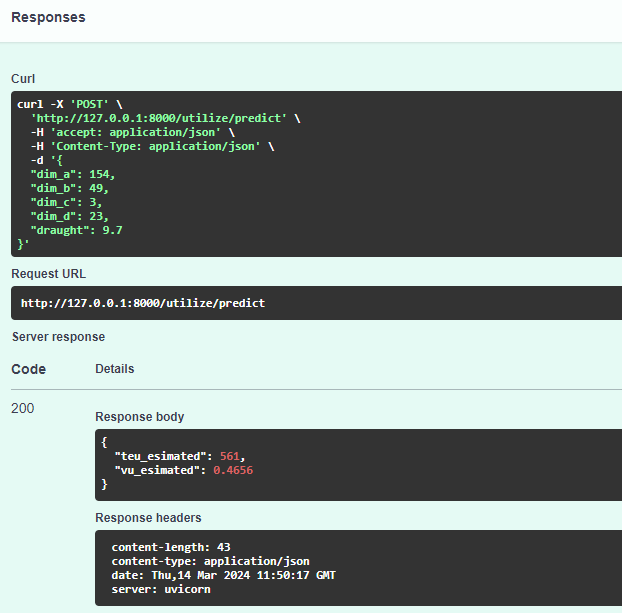 Responses
Curl
curl -X 'POST' \
  'http://127.0.0.1:8000/utilize/predict' \
  -H 'accept: application/json' \
  -H 'Content-Type: application/json' \
  -d '{
  "dim_a": 154,
  "dim_b": 49,
  "dim_c": 3,
  "dim_d": 23,
  "draught": 9.7
}'
Request URL
http://127.0.0.1:8000/utilize/predict
Server response
Code Details
200
Response body
{
  "teu_esimated": 561,
  "vu_esimated": 0.4656
}
Response headers
content-length: 43
content-type: application/json
date: Thu,14 Mar 2024 11:50:17 GMT
server: uvicorn